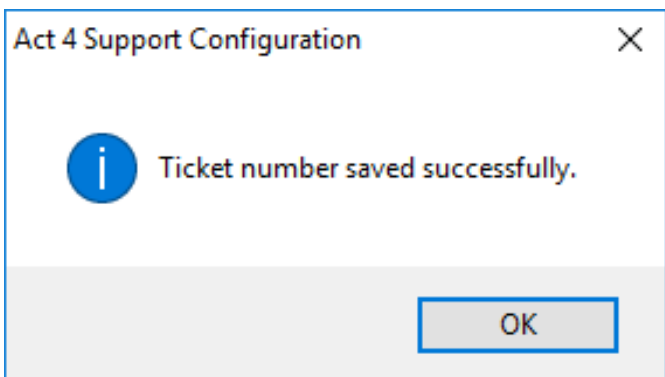 Act 4 Support Configuration
Ticket number saved successfully.
OK